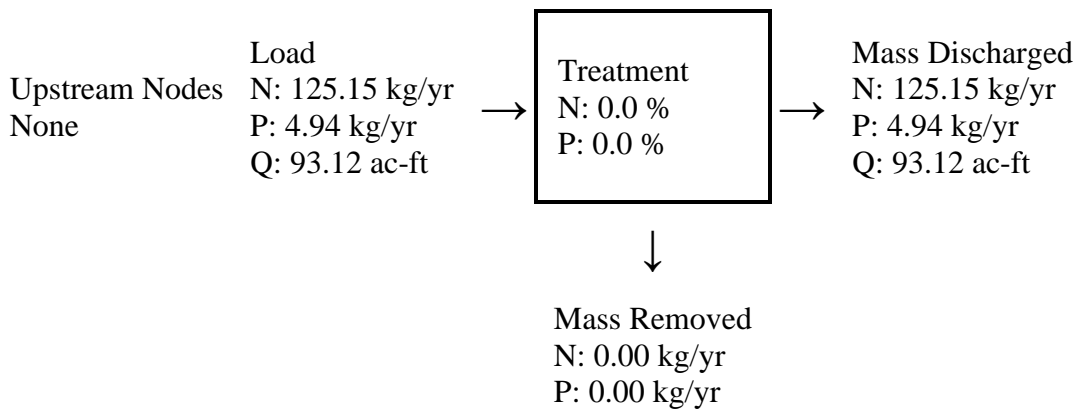 Upstream Nodes
None
Load
N: 125.15 kg/yr
P: 4.94 kg/yr
Q: 93.12 ac-ft
→
Treatment
N: 0.0 %
P: 0.0 %
→
Mass Discharged
N: 125.15 kg/yr
P: 4.94 kg/yr
Q: 93.12 ac-ft
↓
Mass Removed
N: 0.00 kg/yr
P: 0.00 kg/yr